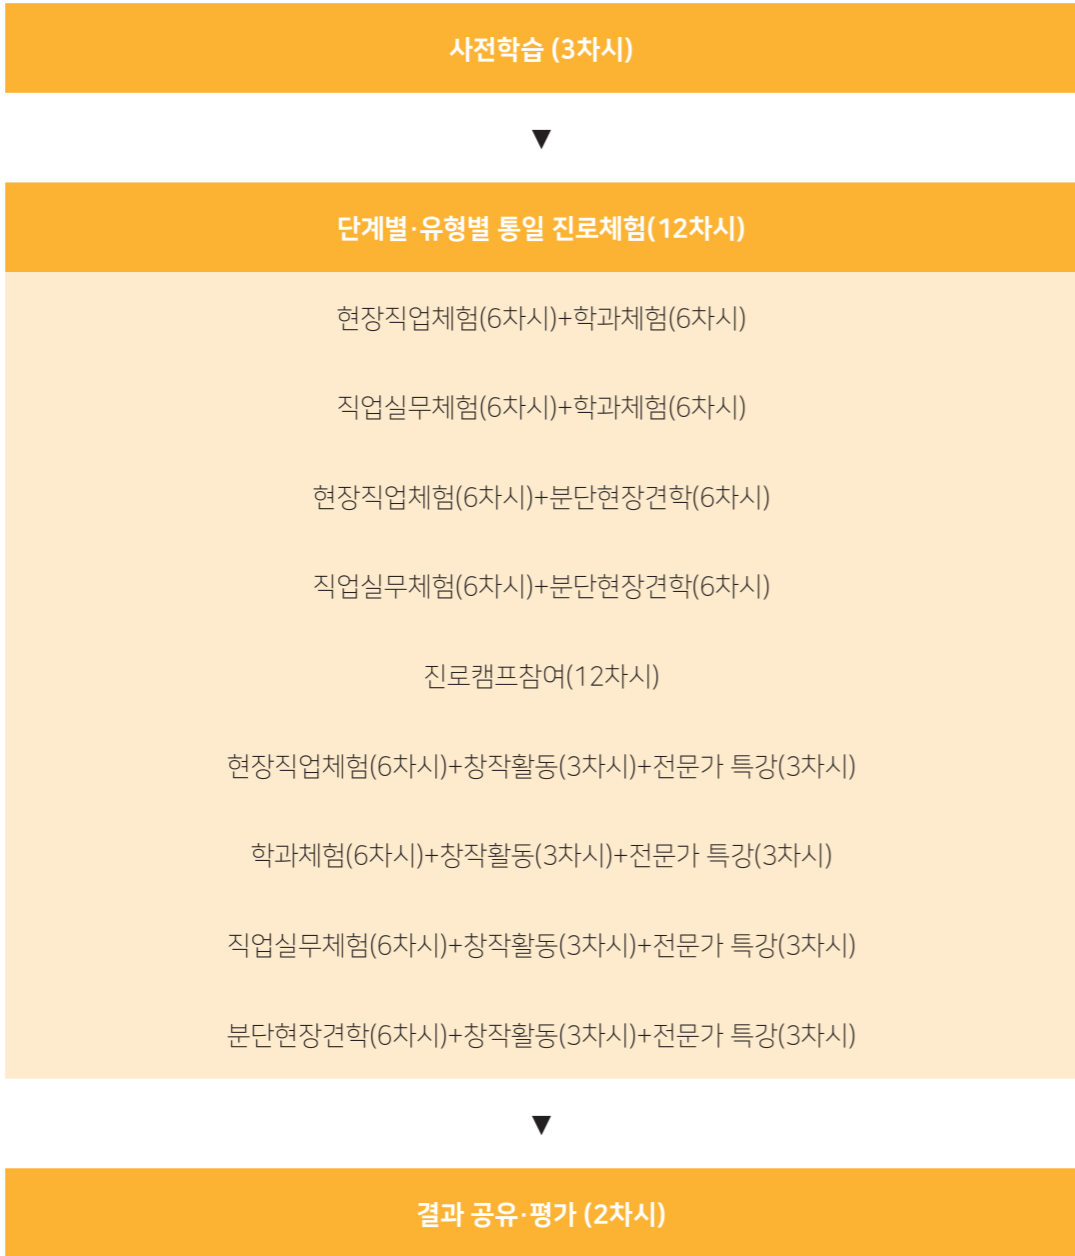 사전학습 (3차시)
▼
단계별·유형별 통일 진로체험(12차시)
현장직업체험(6차시)+학과체험(6차시)
직업실무체험(6차시)+학과체험(6차시)
현장직업체험(6차시)+분단현장견학(6차시)
직업실무체험(6차시)+분단현장견학(6차시)
진로캠프참여(12차시)
현장직업체험(6차시)+창작활동(3차시)+전문가 특강(3차시)
학과체험(6차시)+창작활동(3차시)+전문가 특강(3차시)
직업실무체험(6차시)+창작활동(3차시)+전문가 특강(3차시)
분단현장견학(6차시)+창작활동(3차시)+전문가 특강(3차시)
▼
결과 공유·평가 (2차시)